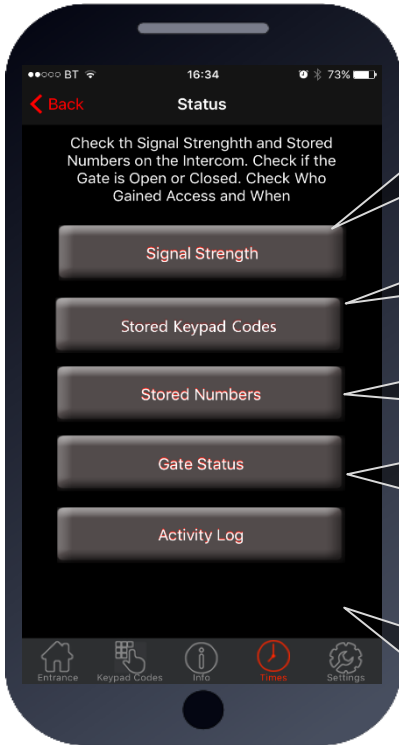 ●●○○○ BT 16:34 73%
Back Status
Check th Signal Strenghth and Stored
Numbers on the Intercom. Check if the
Gate is Open or Closed. Check Who
Gained Access and When
Signal Strength
Stored Keypad Codes
Stored Numbers
Gate Status
Activity Log
Entrance Keypad Codes Info Times Settings